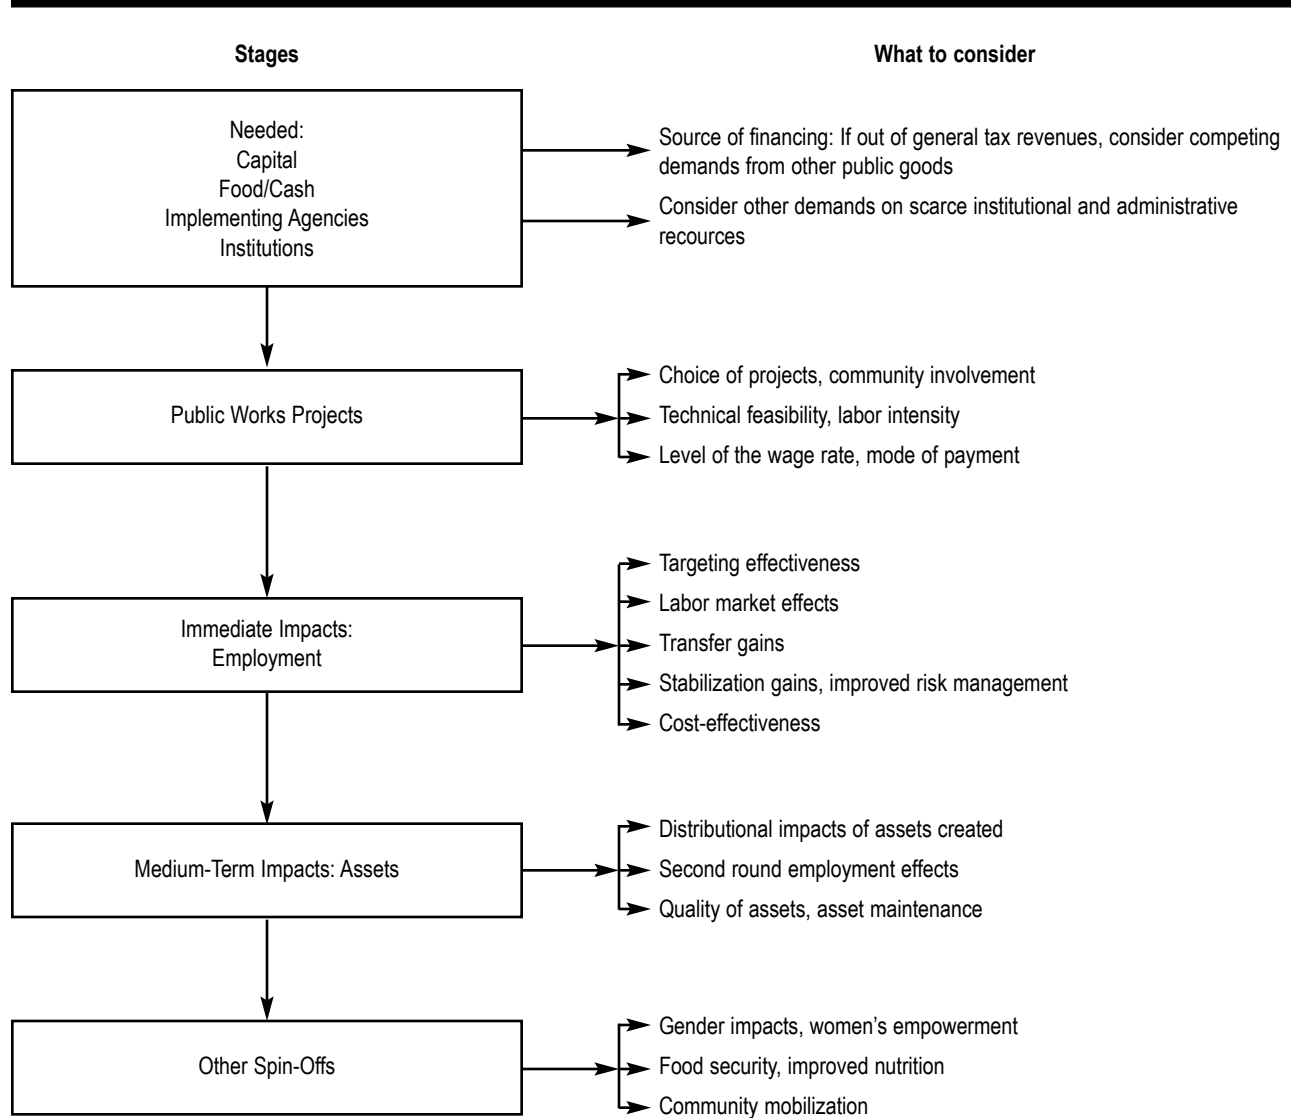 Stages
What to consider
Needed:
Capital
Food/Cash
Implementing Agencies
Institutions
Source of financing: If out of general tax revenues, consider competing
demands from other public goods
Consider other demands on scarce institutional and administrative
recources
Public Works Projects
Choice of projects, community involvement
Technical feasibility, labor intensity
Level of the wage rate, mode of payment
Immediate Impacts:
Employment
Targeting effectiveness
Labor market effects
Transfer gains
Stabilization gains, improved risk management
Cost-effectiveness
Medium-Term Impacts: Assets
Distributional impacts of assets created
Second round employment effects
Quality of assets, asset maintenance
Other Spin-Offs
Gender impacts, women’s empowerment
Food security, improved nutrition
Community mobilization